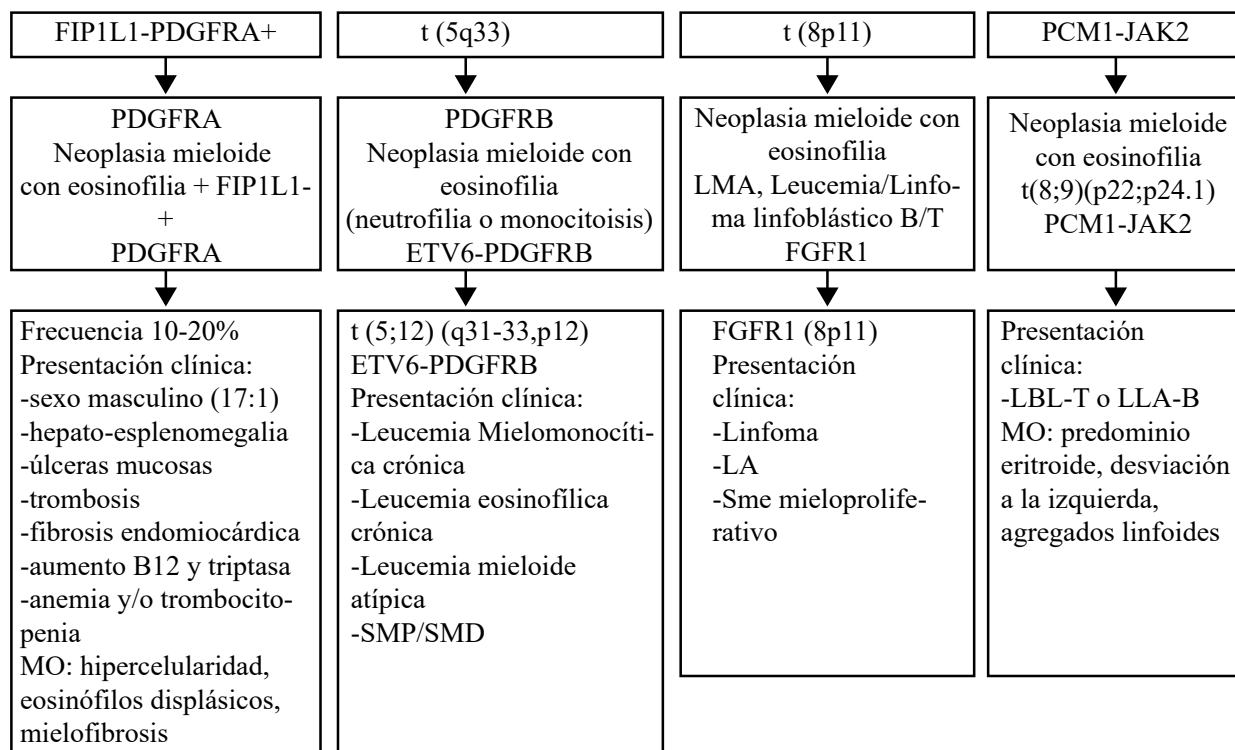 FIP1L1-PDGFRA+
t (5q33)
t (8p11)
PCM1-JAK2
PDGFRA
Neoplasia mieloide
con eosinofilia + FIP1L1-
+
PDGFRA
PDGFRB
Neoplasia mieloide con
eosinofilia
(neutrofilia o monocitoisis)
ETV6-PDGFRB
Neoplasia mieloide con
eosinofilia
LMA, Leucemia/Linfo-
ma linfoblástico B/T
FGFR1
Neoplasia mieloide
con eosinofilia
t(8;9)(p22;p24.1)
PCM1-JAK2
Frecuencia 10-20%
Presentación clínica:
-sexo masculino (17:1)
-hepato-esplenomegalia
-úlceras mucosas
-trombosis
-fibrosis endomiocárdica
-aumento B12 y triptasa
-anemia y/o trombocito-
penia
MO: hipercelularidad,
eosinófilos displásicos,
mielofibrosis
t (5;12) (q31-33,p12)
ETV6-PDGFRB
Presentación clínica:
-Leucemia Mielomonocíti-
ca crónica
-Leucemia eosinofílica
crónica
-Leucemia mieloide
atípica
-SMP/SMD
FGFR1 (8p11)
Presentación
clínica:
-Linfoma
-LA
-Sme mieloprolife-
rativo
Presentación
clínica:
-LBL-T o LLA-B
MO: predominio
eritroide, desviación
a la izquierda,
agregados linfoides